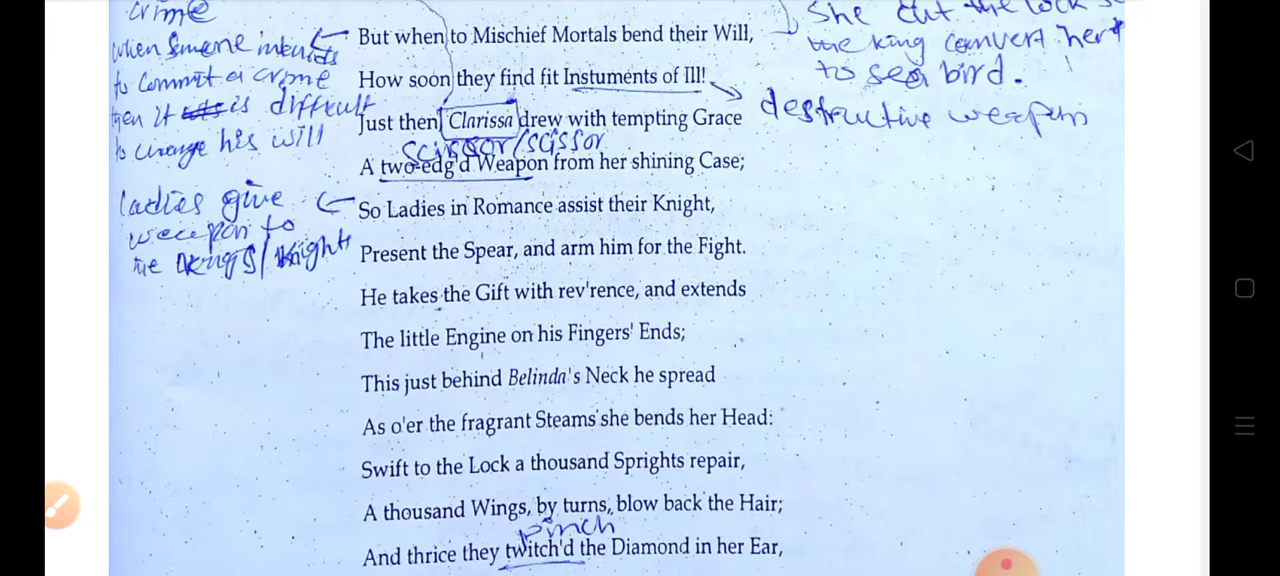 crime
when someone intends
to commit a crime
then it is difficult
to change his will
ladies give
weapon to
the kings/knights
But when to Mischief Mortals bend their Will,
How soon they find fit Instuments of Ill!
Just then Clarissa drew with tempting Grace
scissor/scissor
A two-edg'd Weapon from her shining Case;
So Ladies in Romance assist their Knight,
Present the Spear, and arm him for the Fight.
He takes the Gift with rev'rence, and extends
The little Engine on his Fingers' Ends;
This just behind Belinda's Neck he spread
As o'er the fragrant Steams she bends her Head:
Swift to the Lock a thousand Sprights repair,
A thousand Wings, by turns, blow back the Hair;
pinch
And thrice they twitch'd the Diamond in her Ear,
She cut the lock
the king convert her
to sea bird.
destructive weapon